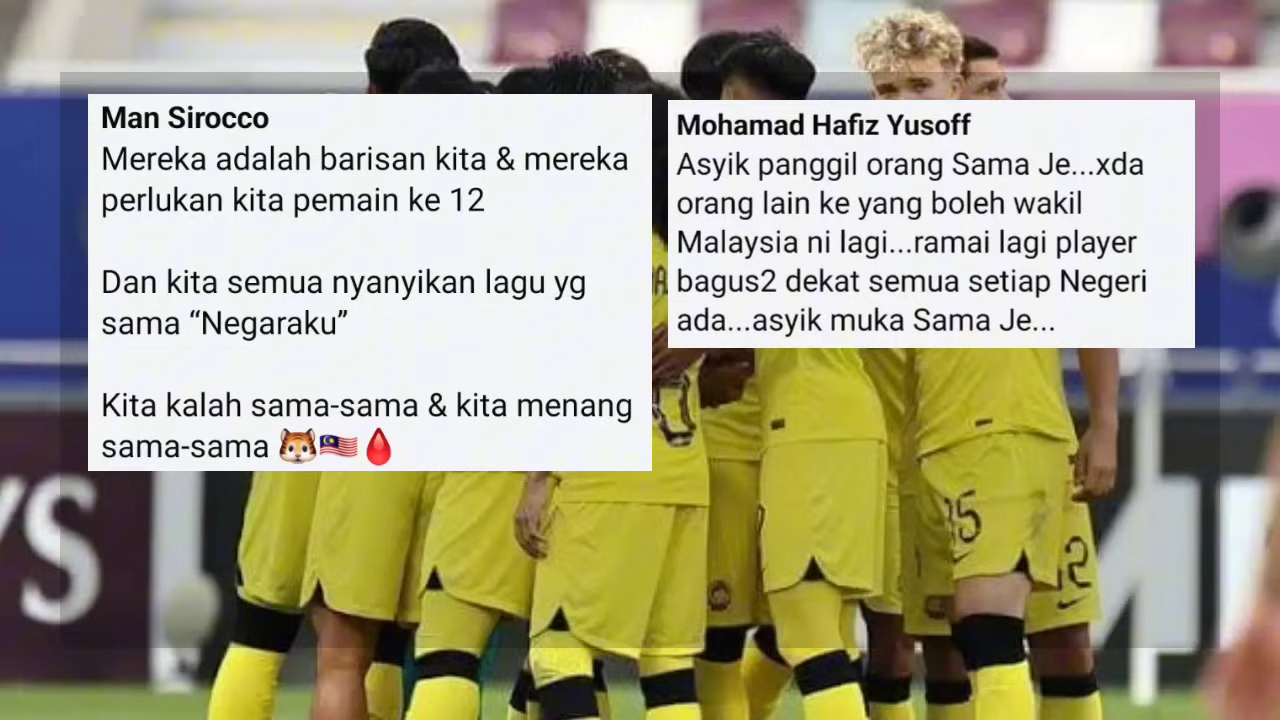 Man Sirocco
Mereka adalah barisan kita & mereka
perlukan kita pemain ke 12
Dan kita semua nyanyikan lagu yg
sama “Negaraku”
Kita kalah sama-sama & kita menang
sama-sama 🐯🇲🇾🩸
Mohamad Hafiz Yusoff
Asyik panggil orang Sama Je...xda
orang lain ke yang boleh wakil
Malaysia ni lagi...ramai lagi player
bagus2 dekat semua setiap Negeri
ada...asyik muka Sama Je...
YS